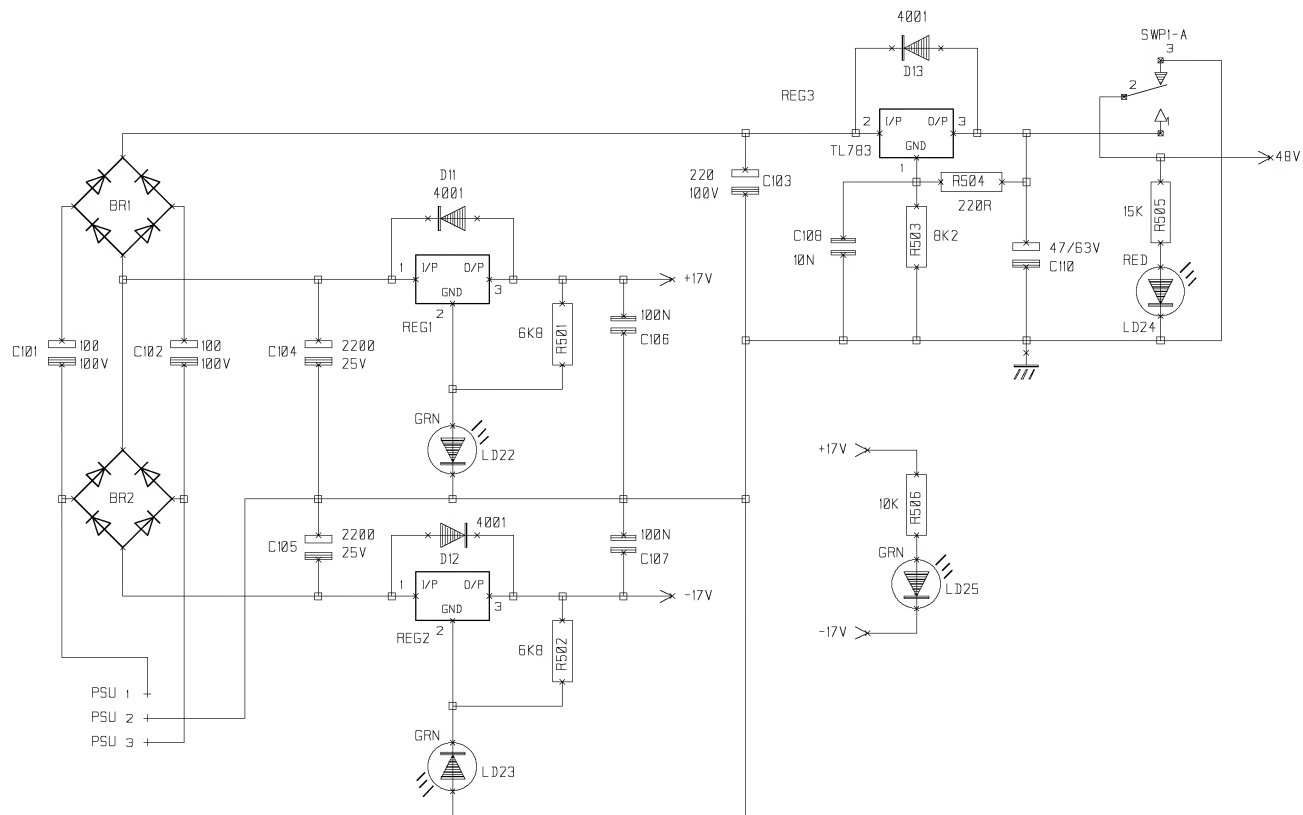 4001
D13
SWP1-A
3
2
1
REG3
2 I/P O/P 3
TL783 GND
1
48V
220
100V C103
R504
220R
C108
10N
R503 8K2
47/63V
C110
15K R505
RED
LD24
BR1
D11
4001
1 I/P O/P 3
GND
2
REG1
+17V
6K8 R501
100N
C106
C101 100
100V
C102 100
100V
C104 2200
25V
GRN
LD22
BR2
C105 2200
25V
4001
D12
100N
C107
1 I/P O/P 3
GND
REG2 2
-17V
6K8 R502
GRN
LD23
PSU 1
PSU 2
PSU 3
+17V
10K R506
GRN
LD25
-17V